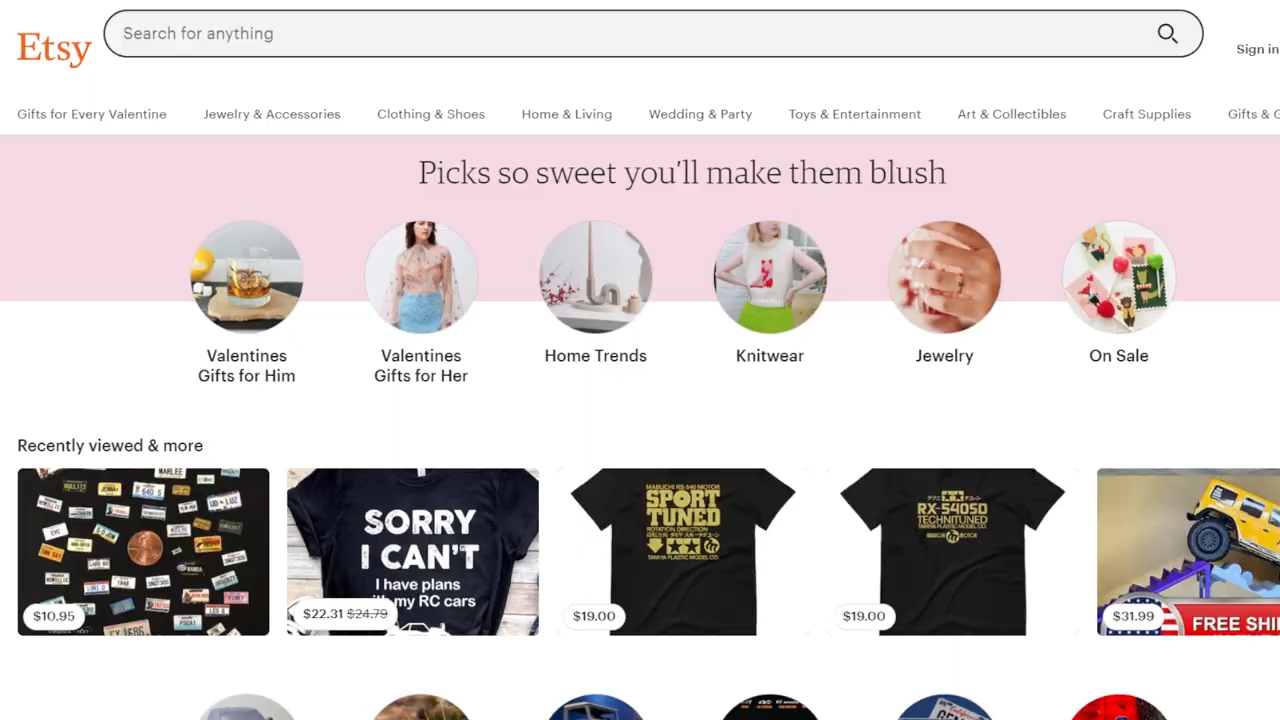 Etsy
Search for anything
Sign in
Gifts for Every Valentine
Jewelry & Accessories
Clothing & Shoes
Home & Living
Wedding & Party
Toys & Entertainment
Art & Collectibles
Craft Supplies
Gifts &
Picks so sweet you'll make them blush
Valentines
Gifts for Him
Valentines
Gifts for Her
Home Trends
Knitwear
Jewelry
On Sale
Recently viewed & more
$10.95
SORRY
I CAN'T
I have plans
my RC cars
$22.31 $24.79
MABUCHI RS-540 MOTOR
SPORT
TUNED
ROTATION DIRECTION
TAMIYA PLASTIC MODEL CO.
$19.00
RX-540SD
TECHNITUNED
TAMIYA PLASTIC MODEL CO.
$19.00
$31.99
FREE